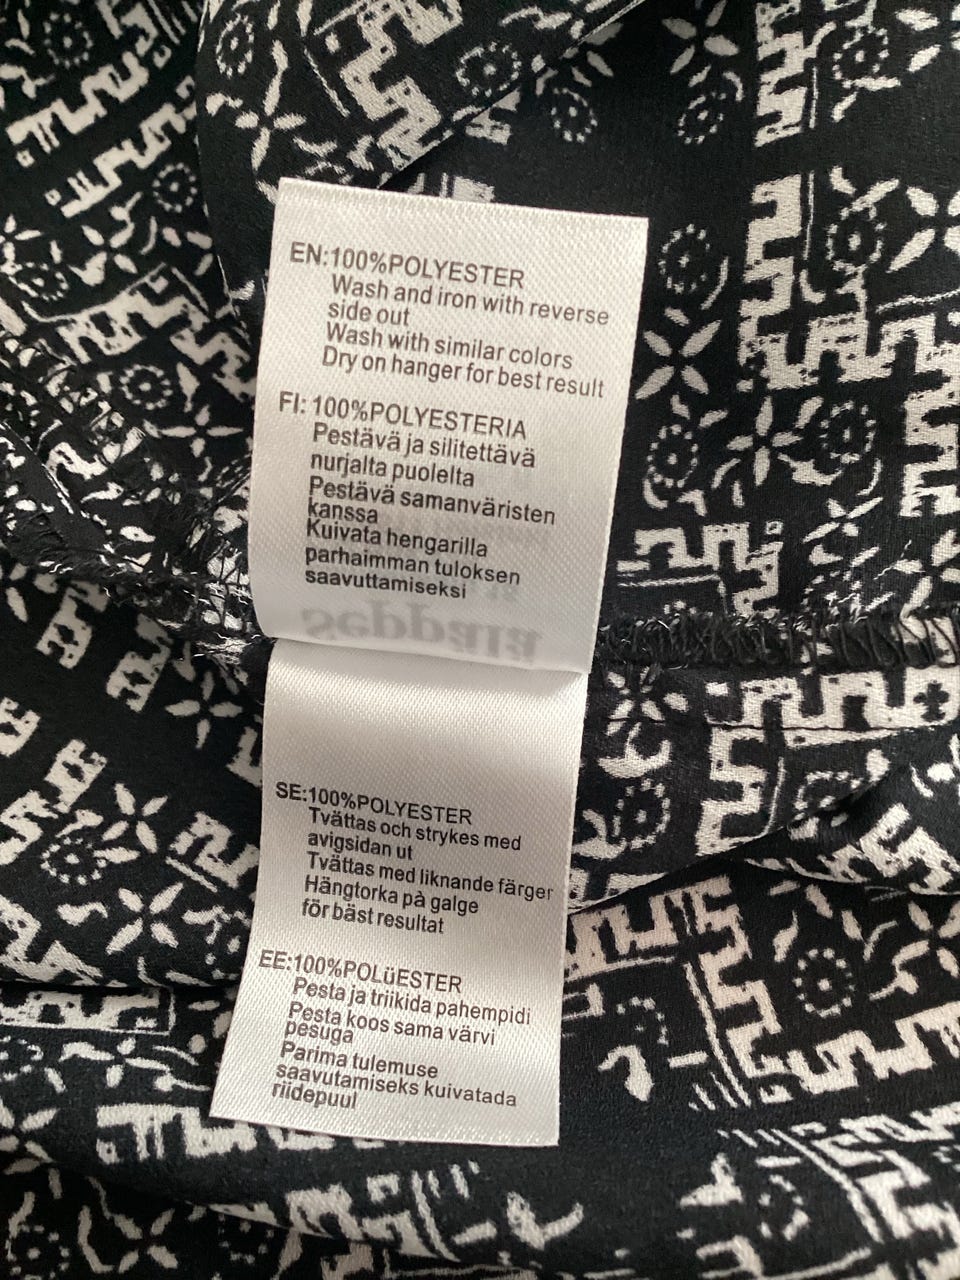 EN:100%POLYESTER
Wash and iron with reverse
side out
Wash with similar colors
Dry on hanger for best result
FI: 100%POLYESTERIA
Pestävä ja silitettävä
nurjalta puolelta
Pestävä samanväristen
kanssa
Kuivata hengarilla
parhaimman tuloksen
saavuttamiseksi
seppälä
SE:100%POLYESTER
Tvättas och strykes med
avigsidan ut
Tvättas med liknande färger
Hängtorka på galge
för bäst resultat
EE:100%POLüESTER
Pesta ja triikida pahempidi
Pesta koos sama värvi
pesuga
Parima tulemuse
saavutamiseks kuivatada
riidepuul